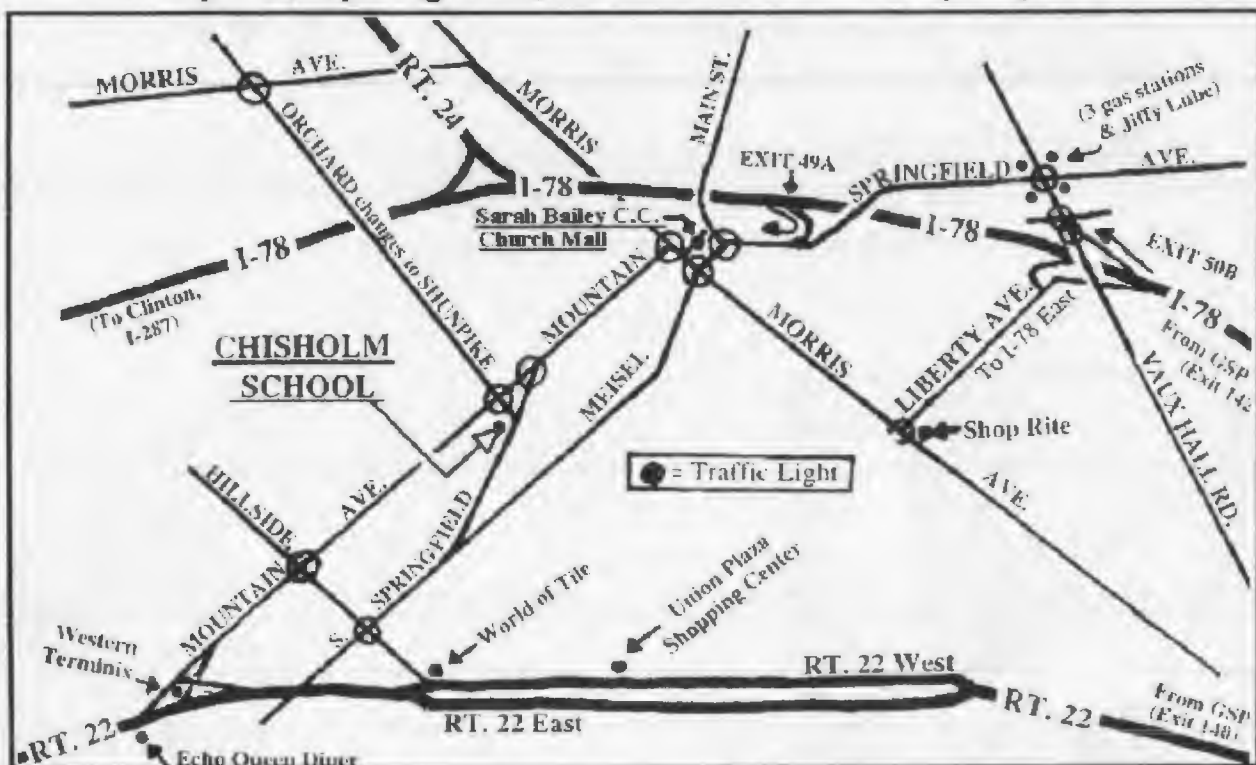 MORRIS AVE.
RT. 24
MORRIS
MAIN ST.
(3 gas stations
& Jiffy Lube)
ORCHARD changes to SHUNPIKE
I-78
EXIT 49A
SPRINGFIELD AVE.
Sarah Bailey C.C.
Church Mall
I-78
EXIT 50B
I-78
(To Clinton,
I-287)
MOUNTAIN
I-78
From GSP
(Exit 142
CHISHOLM
SCHOOL
MEISEL
MORRIS
LIBERTY AVE.
To I-78 East
VAUX HALL RD.
Shop Rite
= Traffic Light
HILLSIDE
AVE.
AVE.
MOUNTAIN
S. SPRINGFIELD
World of Tile
Union Plaza
Shopping Center
Western
Terminis
RT. 22 West
RT. 22
RT. 22 East
RT. 22
From GSP
Echo Queen Diner